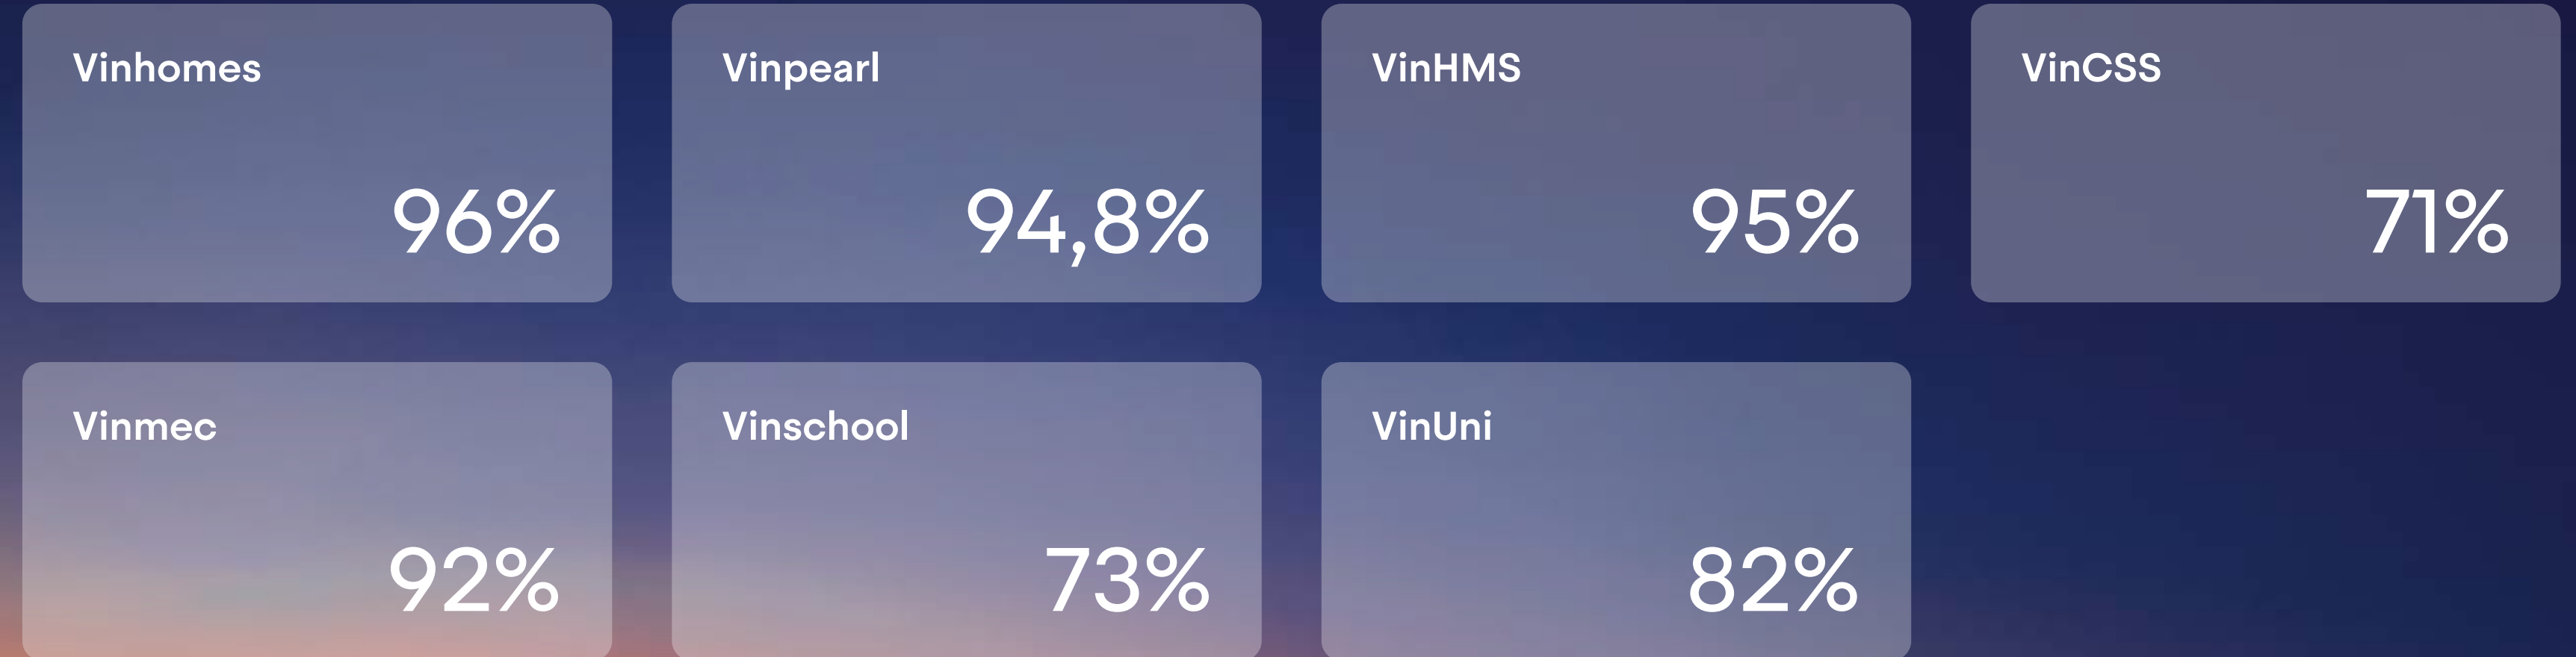 Vinhomes
96%
Vinpearl
94,8%
VinHMS
95%
VinCSS
71%
Vinmec
92%
Vinschool
73%
VinUni
82%